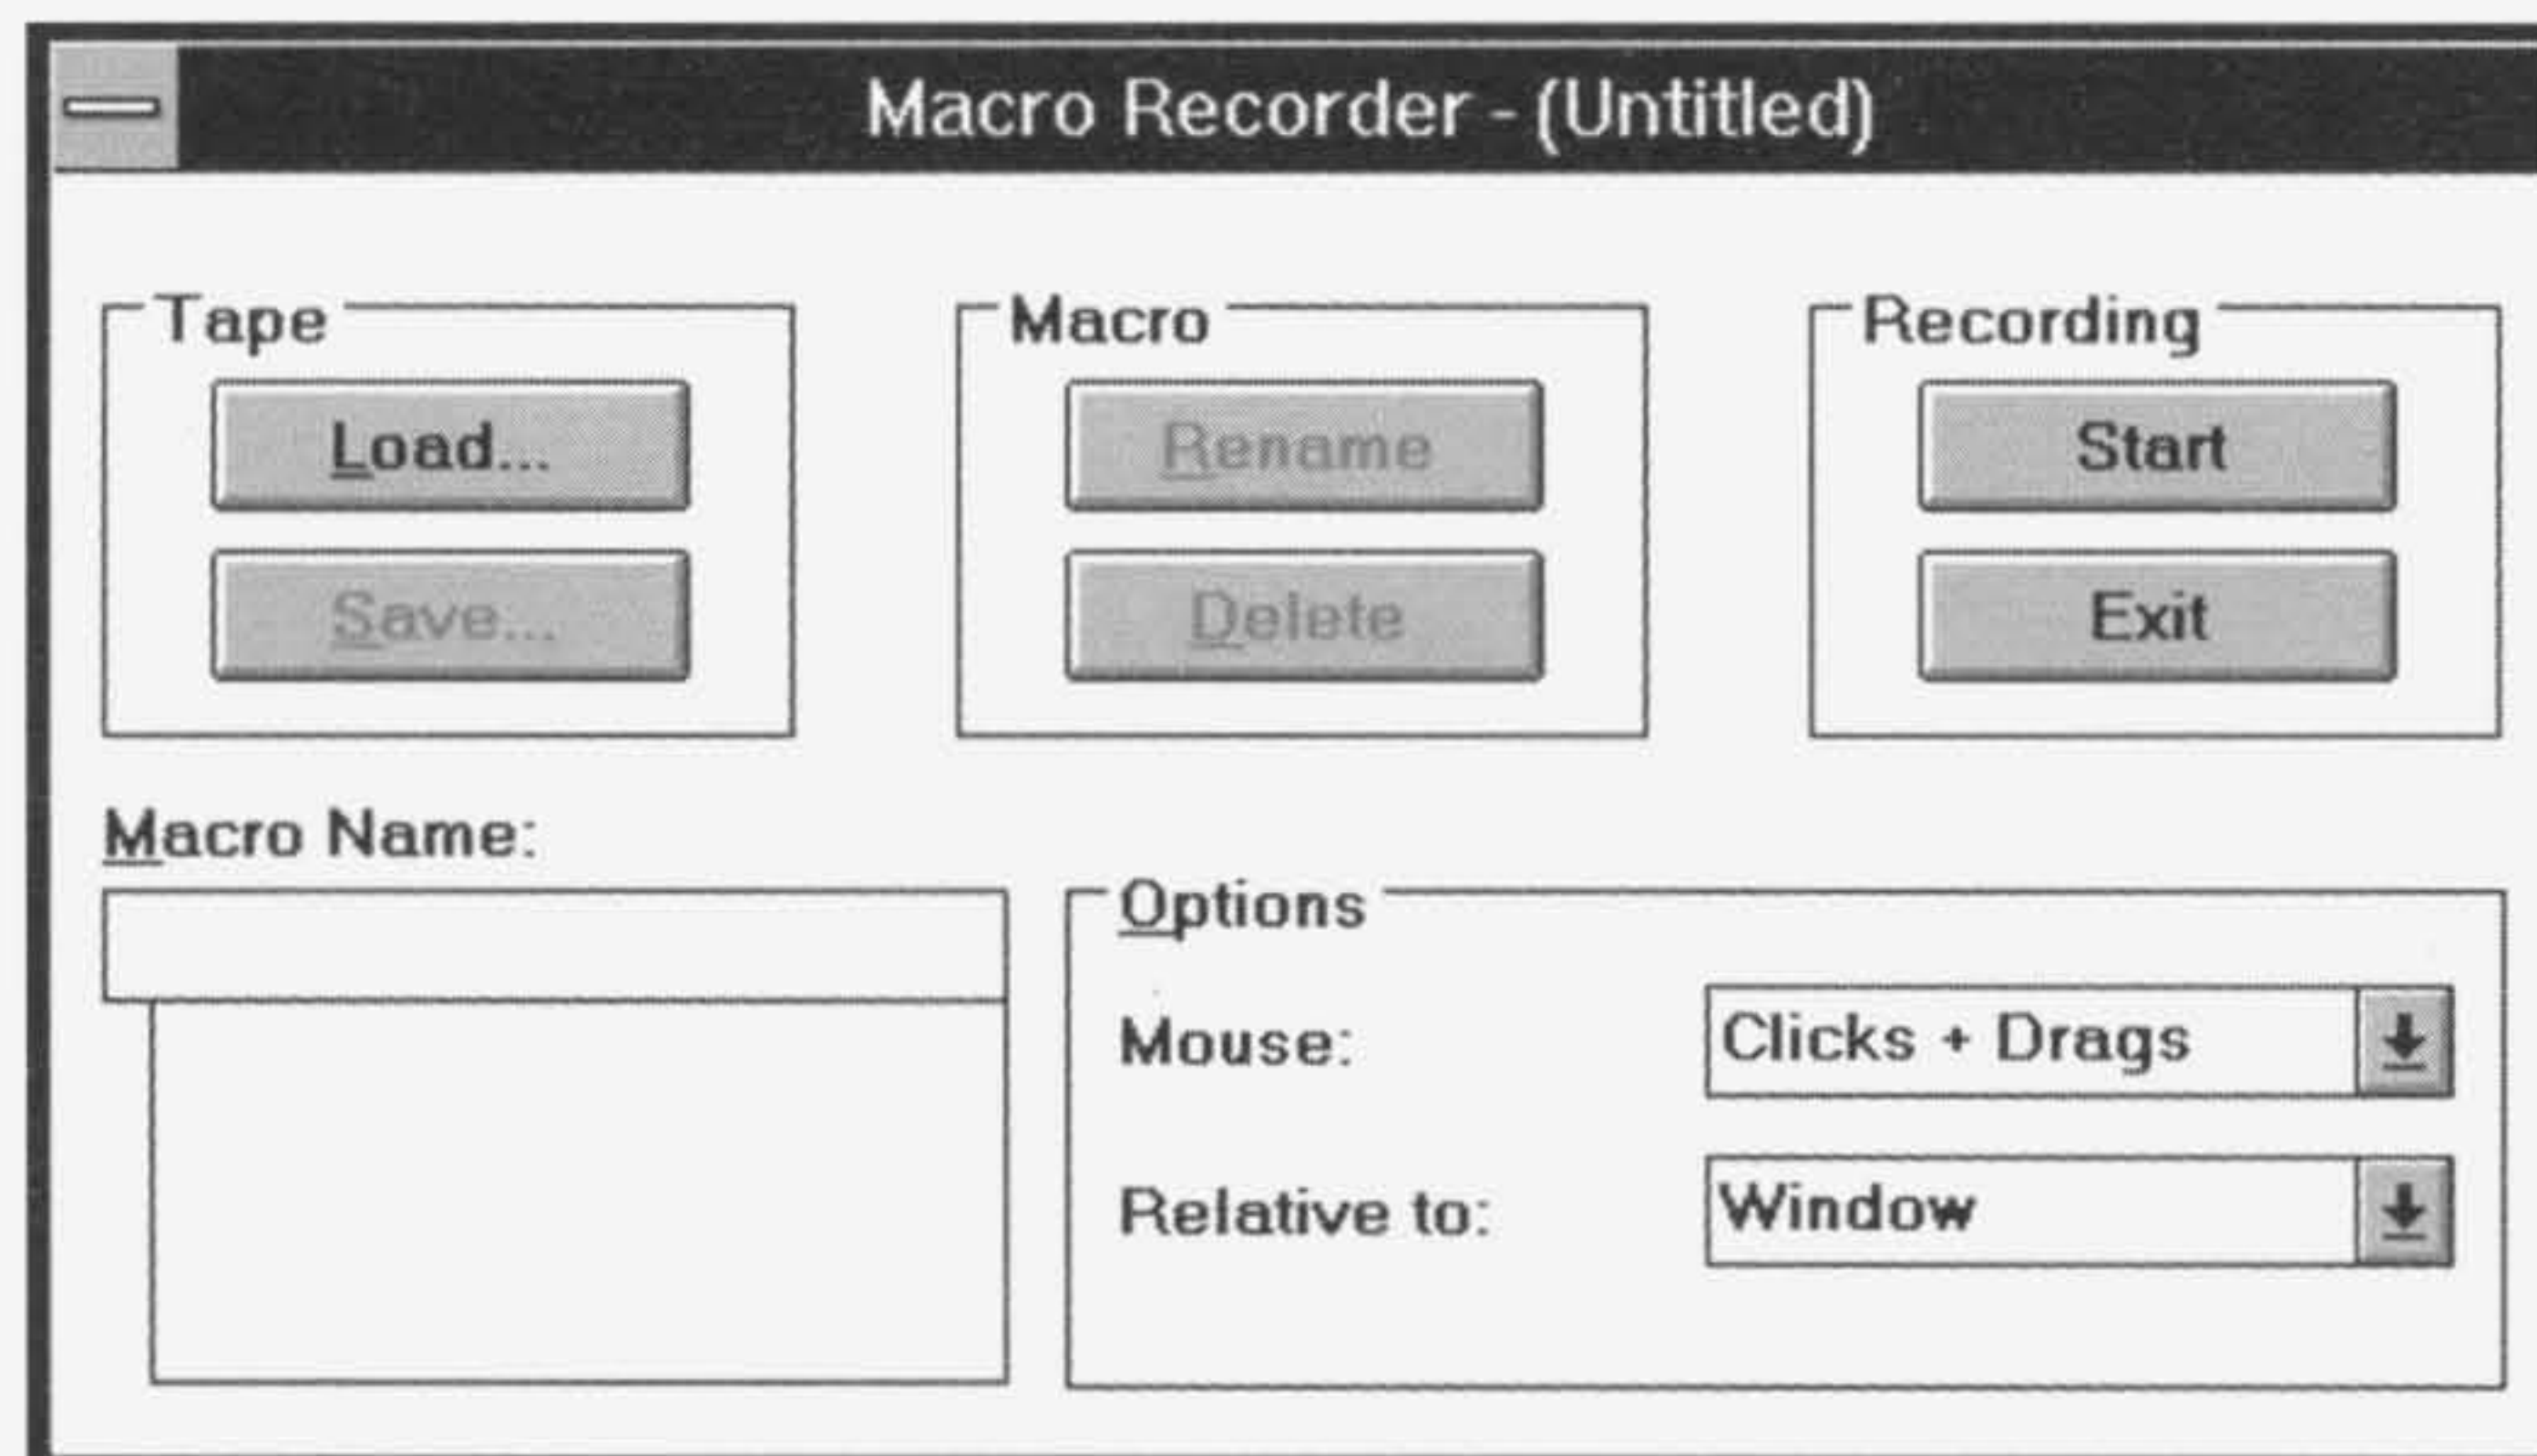 Macro Recorder - (Untitled)
Tape
Load...
Save...
Macro
Rename
Delete
Recording
Start
Exit
Macro Name:
Options
Mouse:
Clicks + Drags
Relative to:
Window